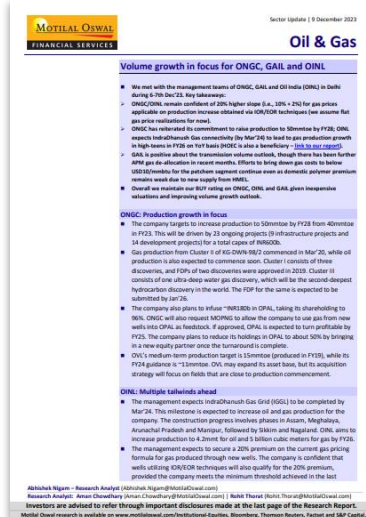 MOTILAL OSWAL
FINANCIAL SERVICES
Sector Update | 9 December 2023
Oil & Gas
Volume growth in focus for ONGC, GAIL and OINL
■ We met with the management teams of ONGC, GAIL and Oil India (OINL) in Delhi
during 6-7th Dec'23. Key takeaways:
➢ ONGC/OINL remain confident of 20% higher slope (i.e., 10% + 2%) for gas prices
applicable on production increase obtained via IOR/EOR techniques (we assume flat
gas price realizations for now).
➢ ONGC has reiterated its commitment to raise production to 50mmtoe by FY28; OINL
expects IndraDhanush Gas connectivity (by Mar'24) to lead to gas production growth
in high-teens in FY26 on YoY basis (HOEC is also a beneficiary – link to our report).
➢ GAIL is positive about the transmission volume outlook, though there has been further
APM gas de-allocation in recent months. Efforts to bring down gas costs to below
USD10/mmbtu for the petchem segment continue even as domestic polymer premium
remains weak due to new supply from HMEL.
■ Overall we maintain our BUY rating on ONGC, OINL and GAIL given inexpensive
valuations and improving volume growth outlook.
ONGC: Production growth in focus
■ The company targets to increase production to 50mmtoe by FY28 from 40mmtoe
in FY23. This will be driven by 23 ongoing projects (9 infrastructure projects and
14 development projects) for a total capex of INR600b.
■ Gas production from Cluster II of KG-DWN-98/2 commenced in Mar'20, while oil
production is also expected to commence soon. Cluster I consists of three
discoveries, and FDPs of two discoveries were approved in 2019. Cluster III
consists of one ultra-deep water gas discovery, which will be the second-deepest
hydrocarbon discovery in the world. The FDP for the same is expected to be
submitted by Jan'26.
■ The company also plans to infuse ~INR180b in OPAL, taking its shareholding to
96%. ONGC will also request MOPNG to allow the company to use gas from new
wells into OPAL as feedstock. If approved, OPAL is expected to turn profitable by
FY25. The company plans to reduce its holdings in OPAL to about 50% by bringing
in a new equity partner once the turnaround is complete.
■ OVL's medium-term production target is 15mmtoe (produced in FY19), while its
FY24 guidance is ~11mmtoe. OVL may expand its asset base, but its acquisition
strategy will focus on fields that are close to production commencement.
OINL: Multiple tailwinds ahead
■ The management expects IndraDhanush Gas Grid (IGGL) to be completed by
Mar'24. This milestone is expected to increase oil and gas production for the
company. The construction progress involves phases in Assam, Meghalaya,
Arunachal Pradesh and Manipur, followed by Sikkim and Nagaland. OINL aims to
increase production to 4.2mmt for oil and 5 billion cubic meters for gas by FY26.
■ The management expects to secure a 20% premium on the current gas pricing
formula for gas produced through new wells. The company is confident that
wells utilizing IOR/EOR techniques will also qualify for the 20% premium,
provided the company meets the minimum threshold achieved in the last
Abhishek Nigam – Research Analyst (Abhishek.Nigam@MotilalOswal.com)
Research Analyst: Aman Chowdhary (Aman.Chowdhary@MotilalOswal.com) | Rohit Thorat (Rohit.Thorat@MotilalOswal.com)
Investors are advised to refer through important disclosures made at the last page of the Research Report.
Motilal Oswal research is available on www.motilaloswal.com/Institutional-Equities, Bloomberg, Thomson Reuters, Factset and S&P Capital.